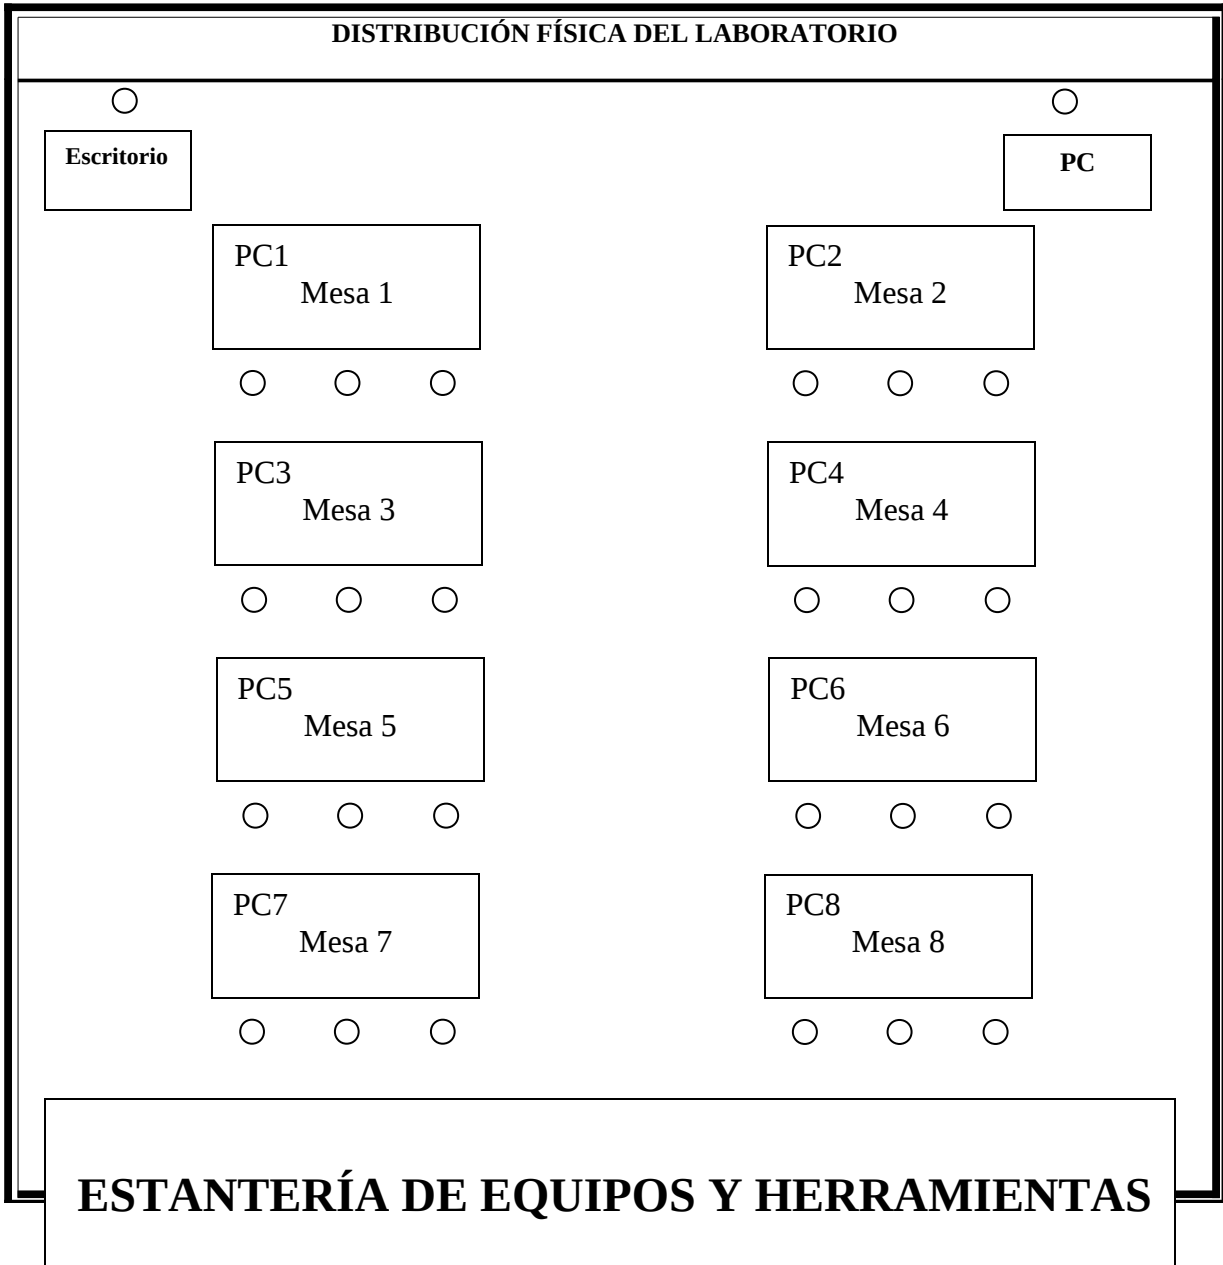 DISTRIBUCIÓN FÍSICA DEL LABORATORIO
Escritorio
PC
PC1
Mesa 1
PC2
Mesa 2
PC3
Mesa 3
PC4
Mesa 4
PC5
Mesa 5
PC6
Mesa 6
PC7
Mesa 7
PC8
Mesa 8
ESTANTERÍA DE EQUIPOS Y HERRAMIENTAS